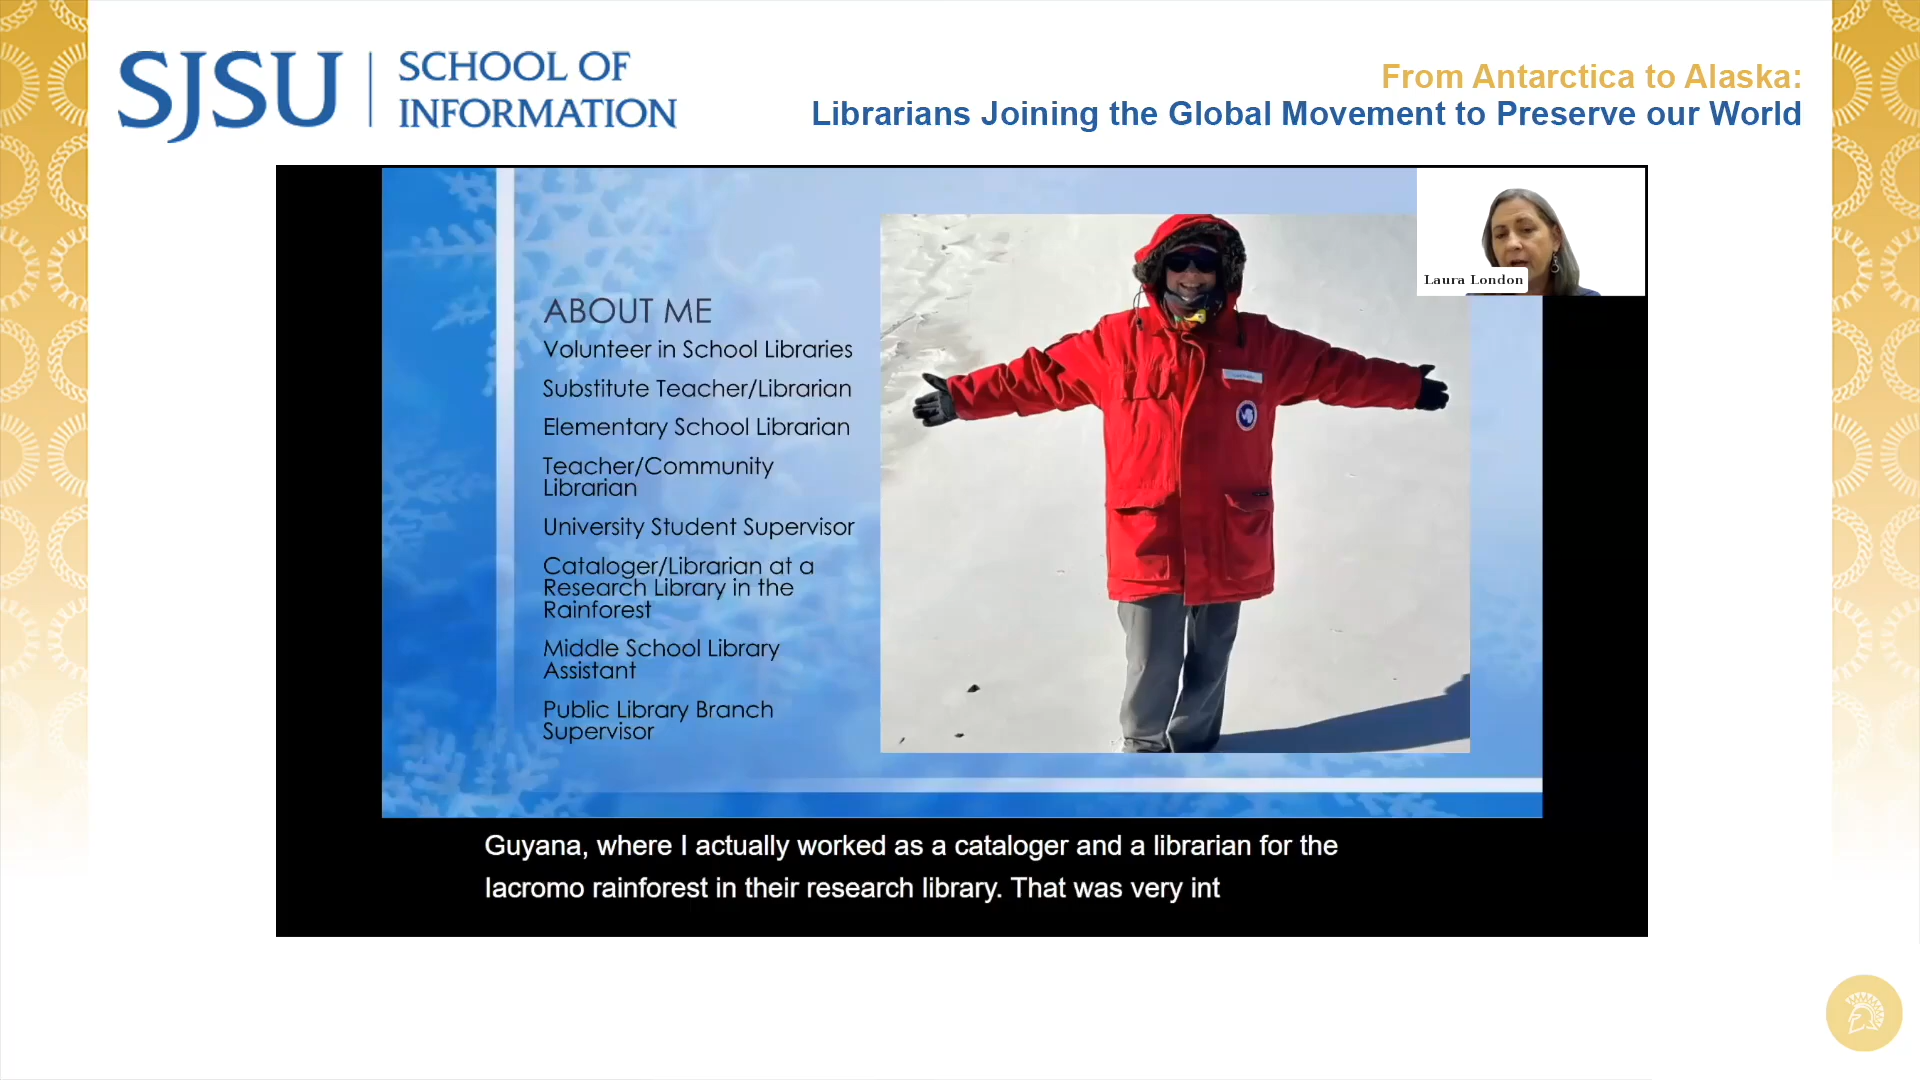 SJSU
SCHOOL OF
INFORMATION
From Antarctica to Alaska:
Librarians Joining the Global Movement to Preserve our World
Laura London
ABOUT ME
Volunteer in School Libraries
Substitute Teacher/Librarian
Elementary School Librarian
Teacher/Community
Librarian
University Student Supervisor
Cataloger/Librarian at a
Research Library in the
Rainforest
Middle School Library
Assistant
Public Library Branch
Supervisor
Guyana, where I actually worked as a cataloger and a librarian for the
Iacromo rainforest in their research library. That was very int